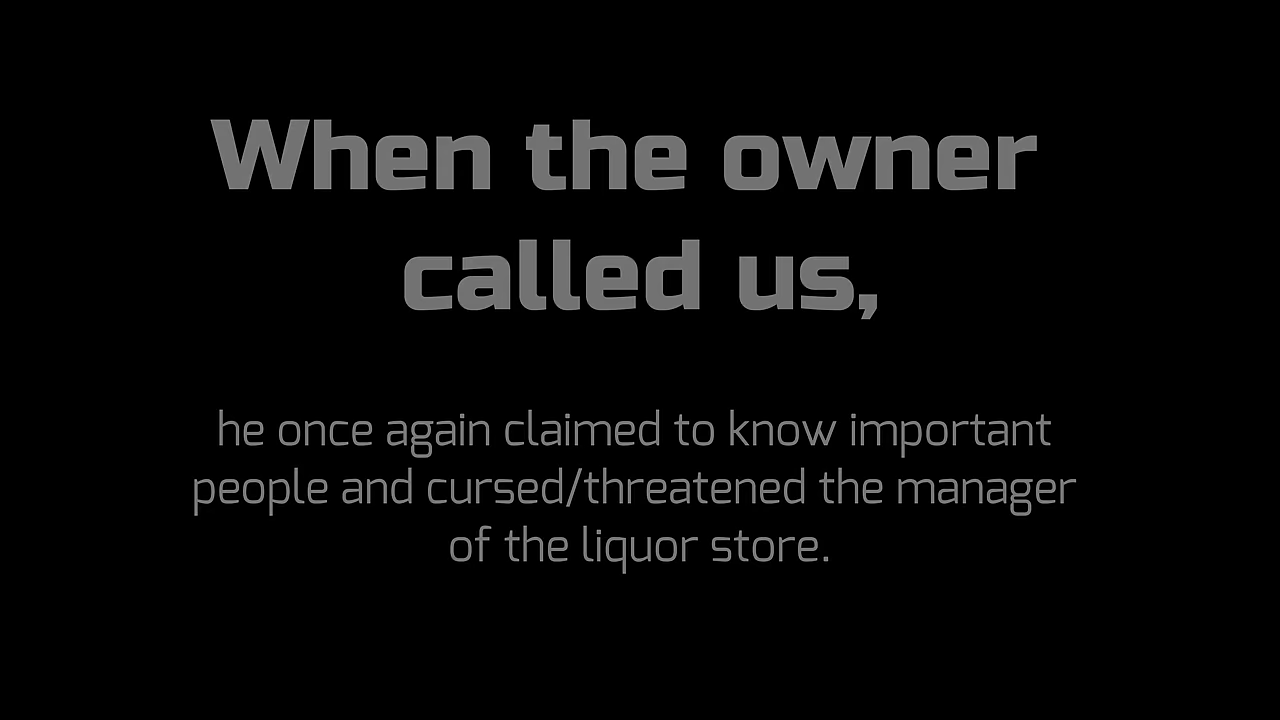 When the owner
called us,
he once again claimed to know important
people and cursed/threatened the manager
of the liquor store.